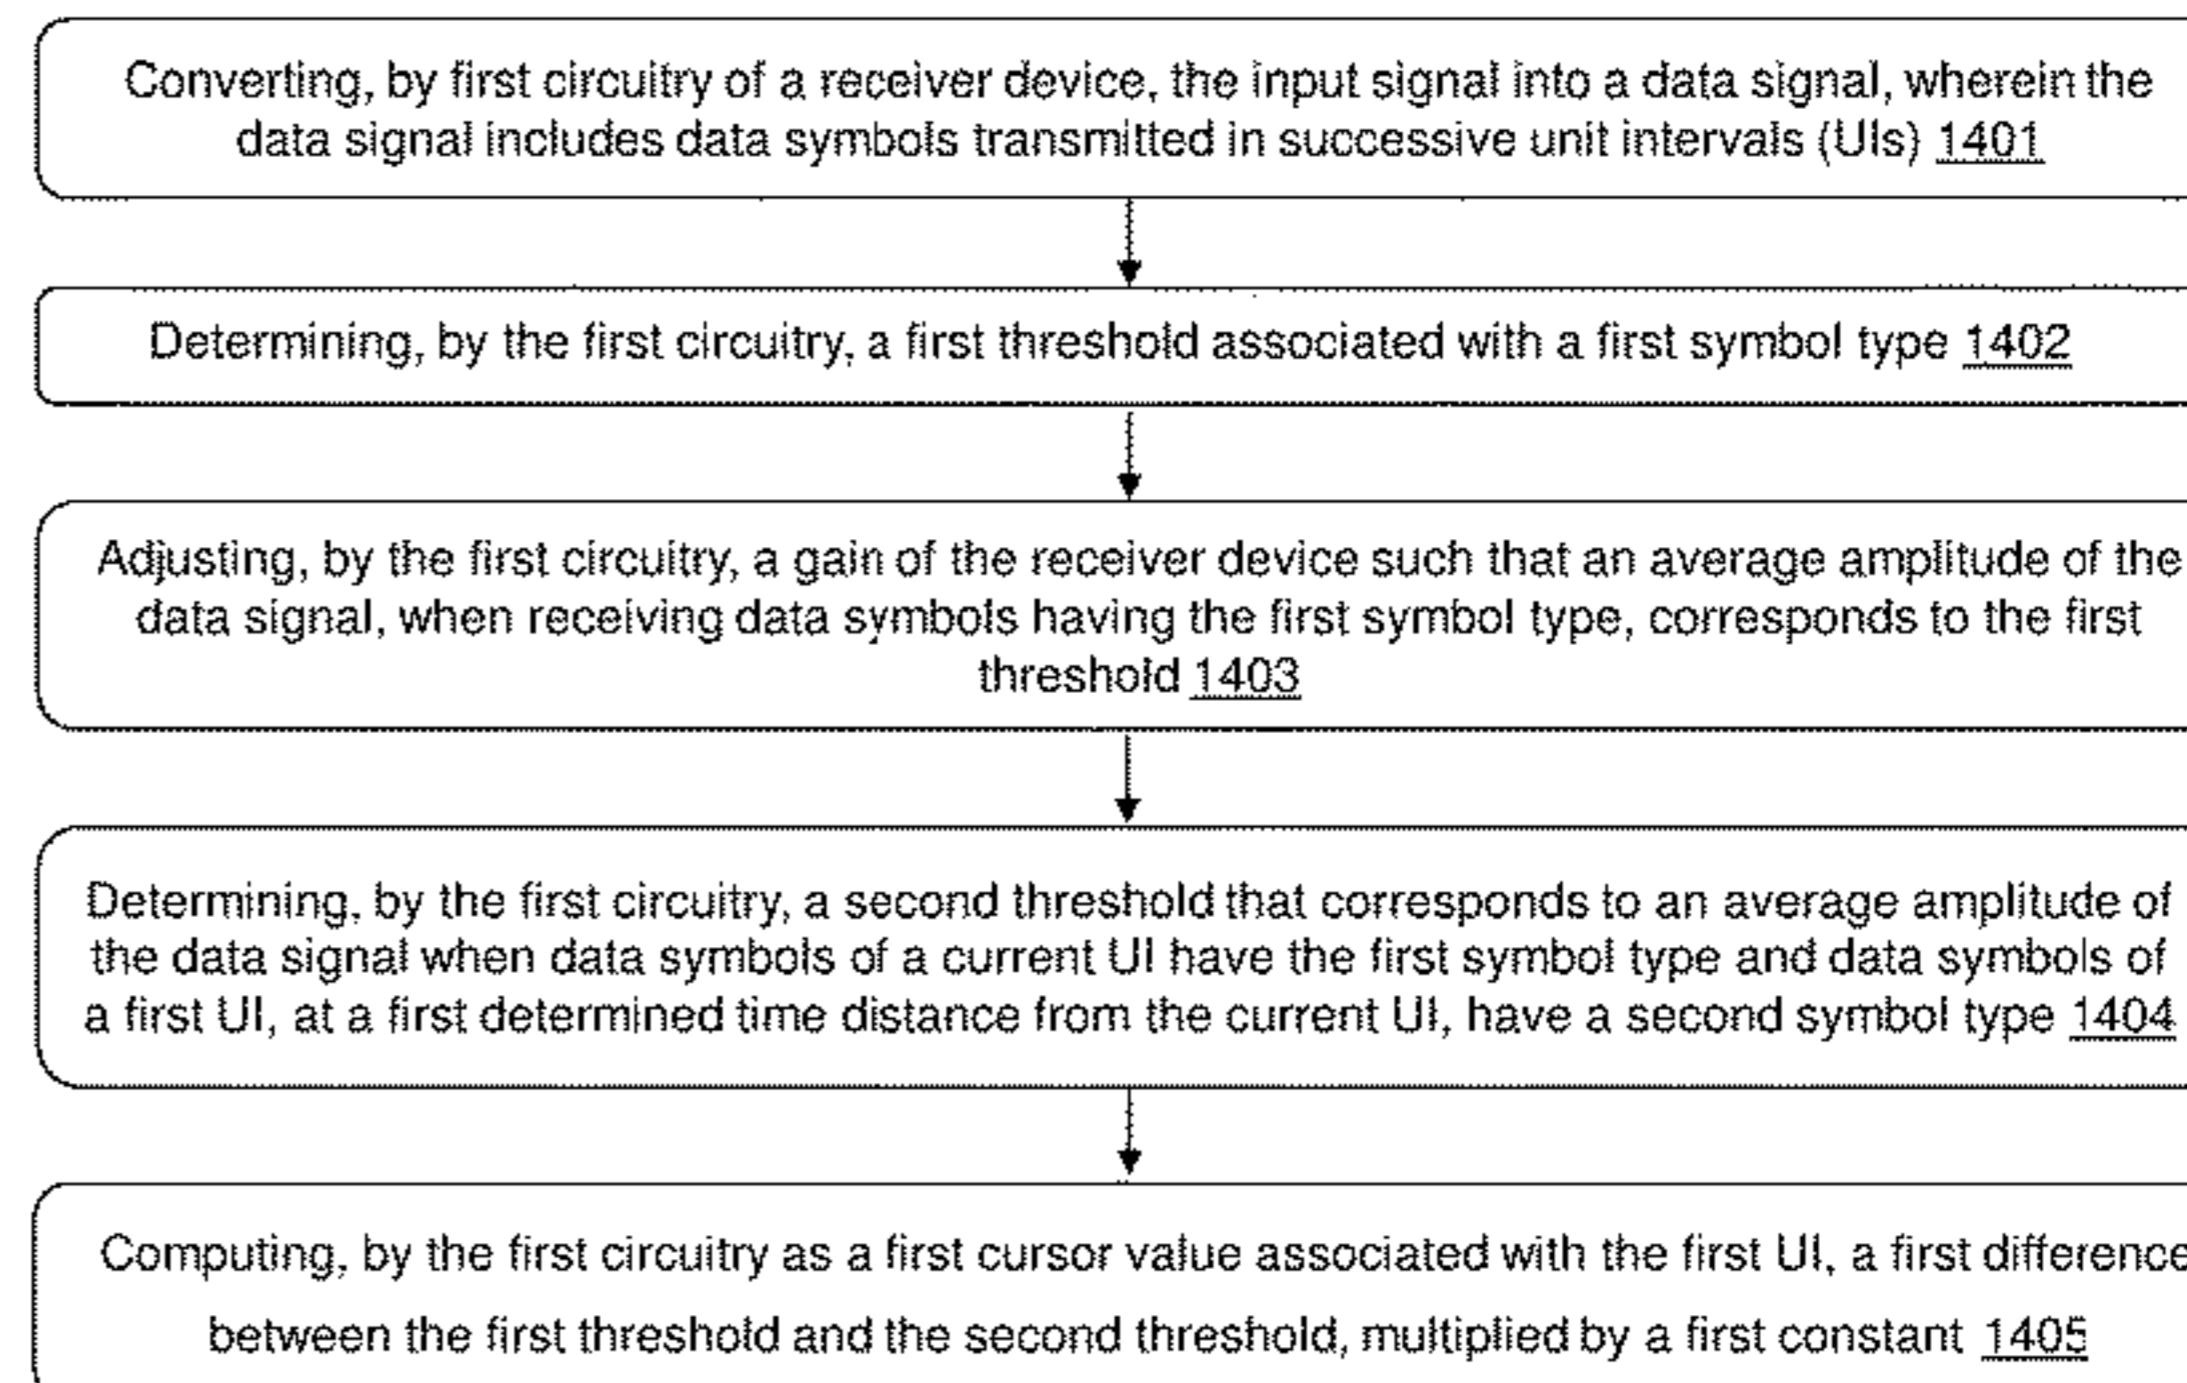 Converting, by first circuitry of a receiver device, the input signal into a data signal, wherein the
data signal includes data symbols transmitted in successive unit intervals (UIs) 1401
Determining, by the first circuitry, a first threshold associated with a first symbol type 1402
Adjusting, by the first circuitry, a gain of the receiver device such that an average amplitude of the
data signal, when receiving data symbols having the first symbol type, corresponds to the first
threshold 1403
Determining, by the first circuitry, a second threshold that corresponds to an average amplitude of
the data signal when data symbols of a current UI have the first symbol type and data symbols of
a first UI, at a first determined time distance from the current UI, have a second symbol type 1404
Computing, by the first circuitry as a first cursor value associated with the first UI, a first difference
between the first threshold and the second threshold, multiplied by a first constant 1405